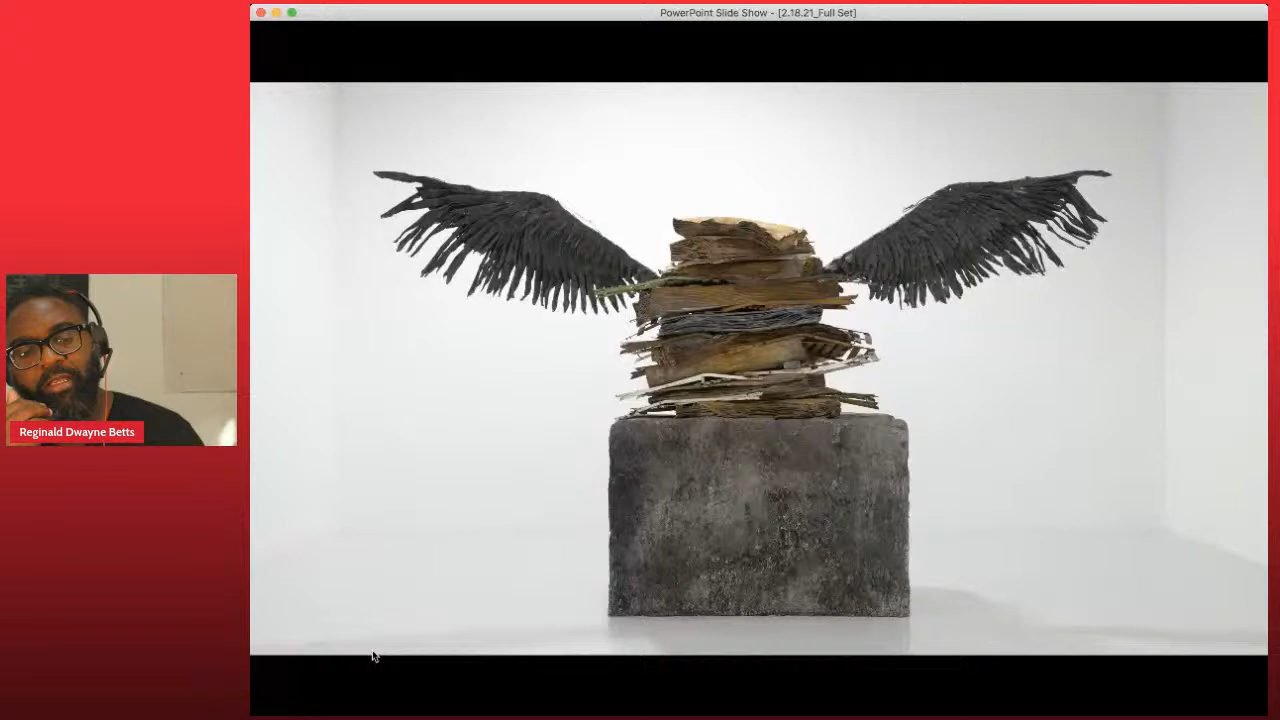 PowerPoint Slide Show - [2.18.21_Full Set]
Reginald Dwayne Betts